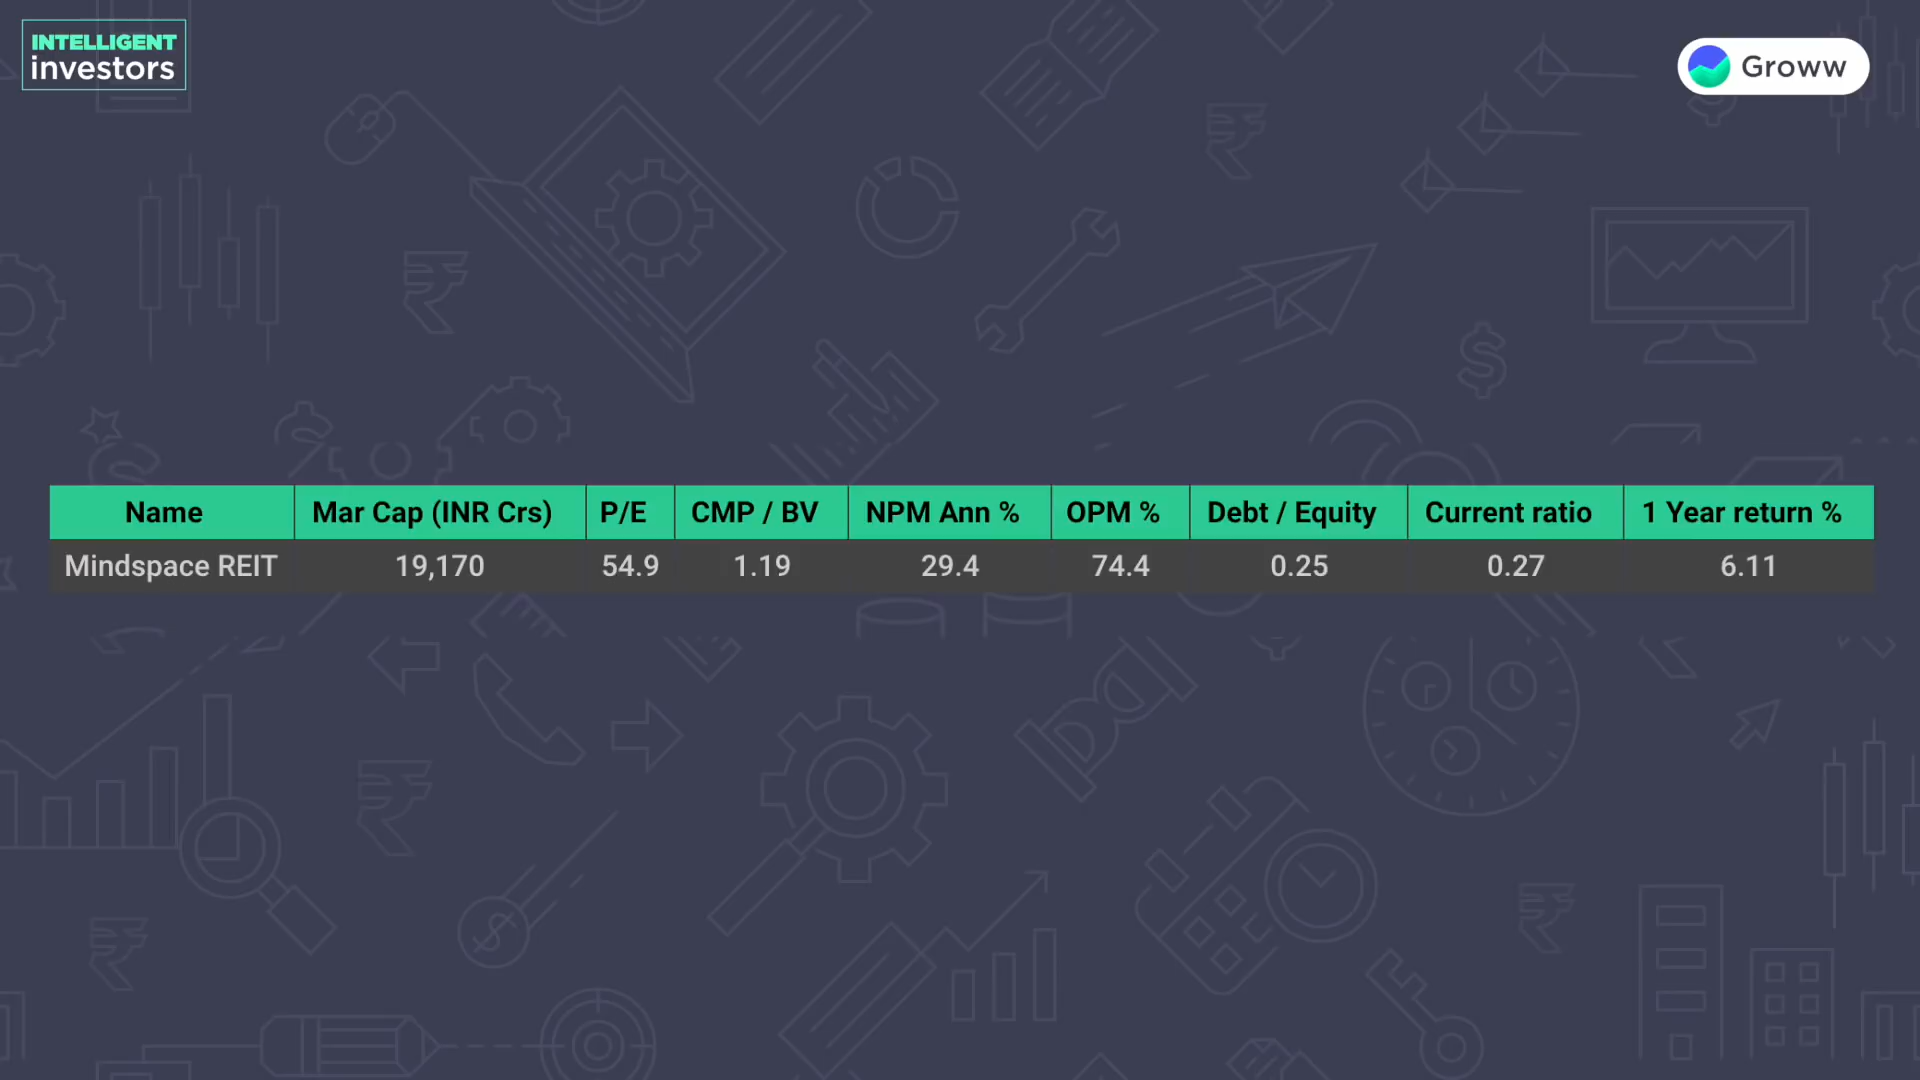 INTELLIGENT
investors
Groww
Name Mar Cap (INR Crs) P/E CMP / BV NPM Ann % OPM % Debt / Equity Current ratio 1 Year return %
Mindspace REIT 19,170 54.9 1.19 29.4 74.4 0.25 0.27 6.11